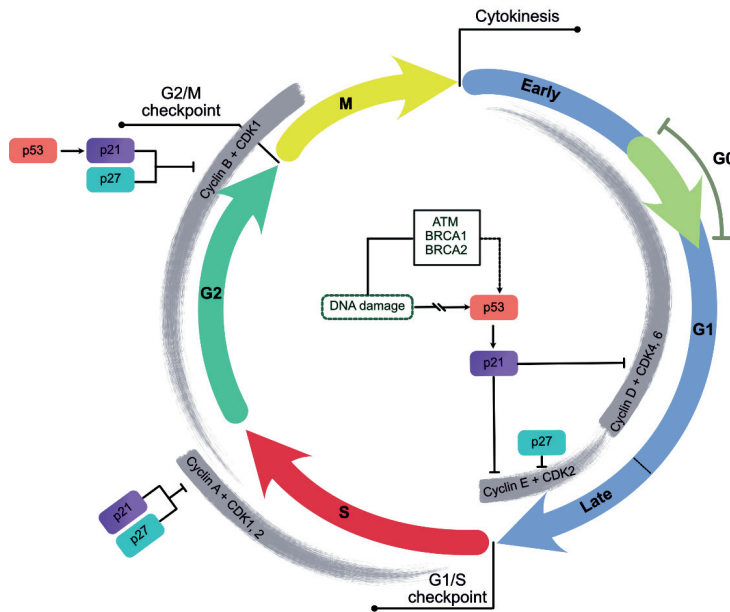 Cytokinesis
G2/M
checkpoint
M
Early
p53
p21
p27
Cyclin B + CDK1
G0
ATM
BRCA1
BRCA2
G2
DNA damage
p53
G1
p21
Cyclin D + CDK4, 6
p27
Cyclin E + CDK2
Cyclin A + CDK1, 2
p21
p27
S
Late
G1/S
checkpoint